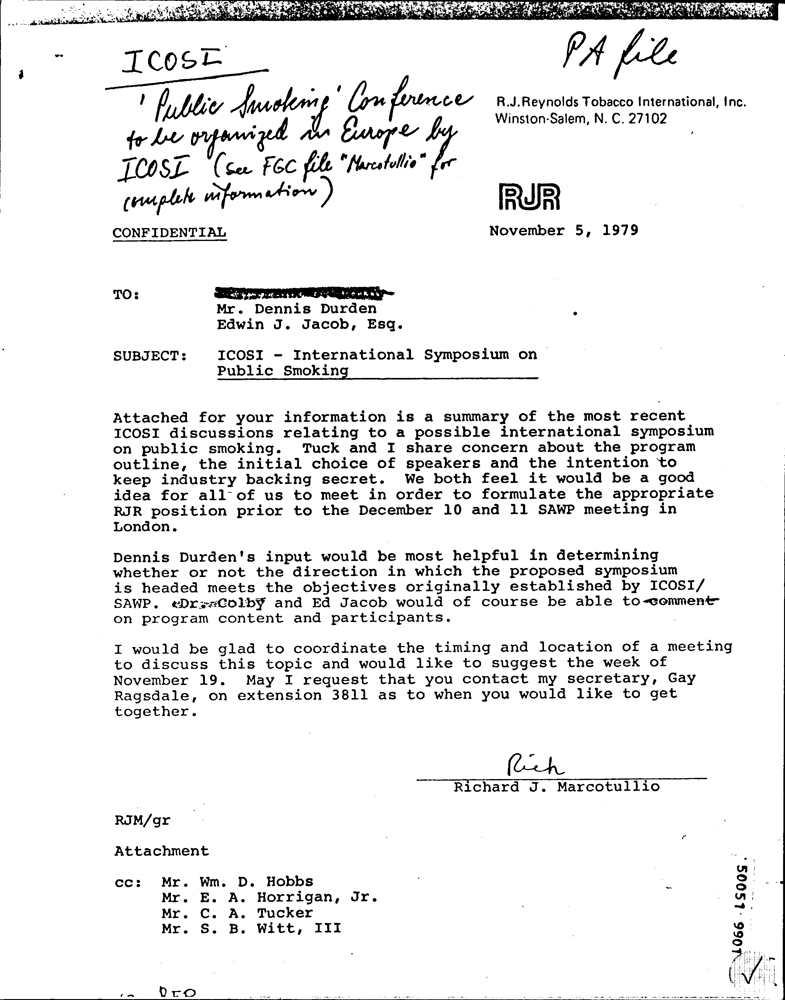 ICOSI
PA file
'Public Smoking' Conference
to be organized in Europe by
ICOSI (See FGC file "Marcotullio" for
complete information)
R.J.Reynolds Tobacco International, Inc.
Winston-Salem, N. C. 27102
RJR
CONFIDENTIAL
November 5, 1979
TO:
Mr. Dennis Durden
Edwin J. Jacob, Esq.
SUBJECT: ICOSI - International Symposium on
Public Smoking
Attached for your information is a summary of the most recent
ICOSI discussions relating to a possible international symposium
on public smoking. Tuck and I share concern about the program
outline, the initial choice of speakers and the intention to
keep industry backing secret. We both feel it would be a good
idea for all of us to meet in order to formulate the appropriate
RJR position prior to the December 10 and 11 SAWP meeting in
London.
Dennis Durden's input would be most helpful in determining
whether or not the direction in which the proposed symposium
is headed meets the objectives originally established by ICOSI/
SAWP. Dr. Colby and Ed Jacob would of course be able to comment
on program content and participants.
I would be glad to coordinate the timing and location of a meeting
to discuss this topic and would like to suggest the week of
November 19. May I request that you contact my secretary, Gay
Ragsdale, on extension 3811 as to when you would like to get
together.
Rich
Richard J. Marcotullio
RJM/gr
Attachment
cc: Mr. Wm. D. Hobbs
Mr. E. A. Horrigan, Jr.
Mr. C. A. Tucker
Mr. S. B. Witt, III
50051 9901